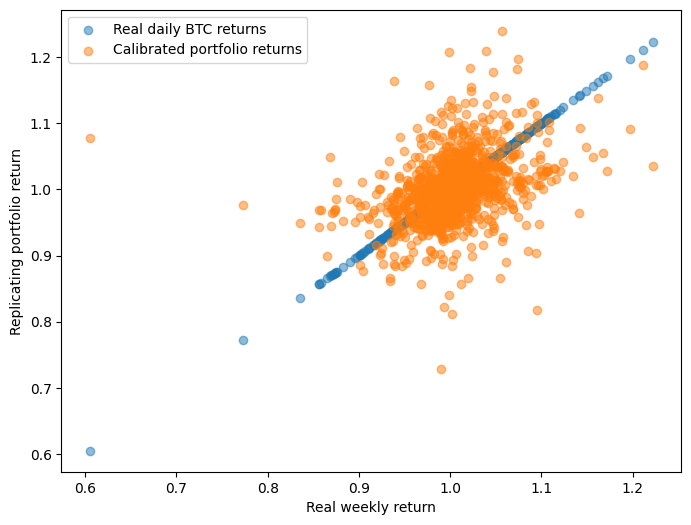 Real daily BTC returns
Calibrated portfolio returns
1.2
1.1
1.0
0.9
0.8
0.7
0.6
Replicating portfolio return
0.6 0.7 0.8 0.9 1.0 1.1 1.2
Real weekly return